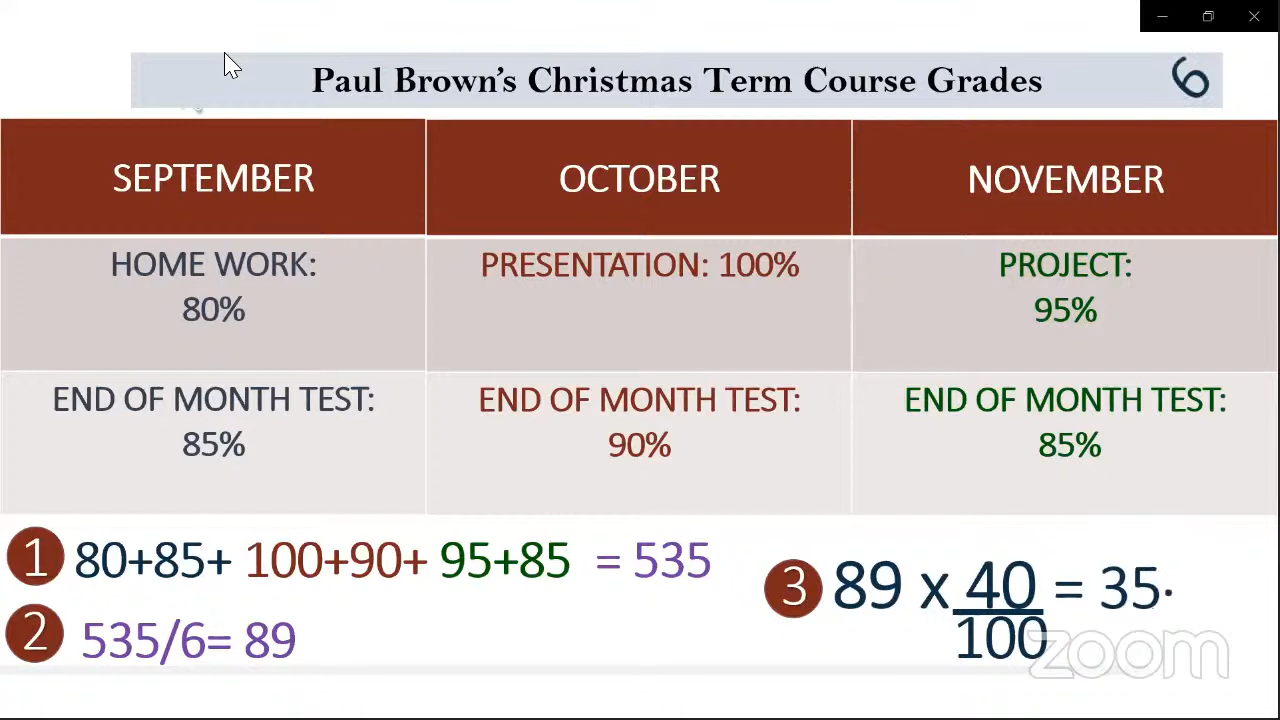 Paul Brown's Christmas Term Course Grades
6
SEPTEMBER
OCTOBER
NOVEMBER
HOME WORK:
80%
PRESENTATION: 100%
PROJECT:
95%
END OF MONTH TEST:
85%
END OF MONTH TEST:
90%
END OF MONTH TEST:
85%
1 80+85+ 100+90+ 95+85 = 535
2 535/6= 89
3 89 x 40 = 35.
100
zoom